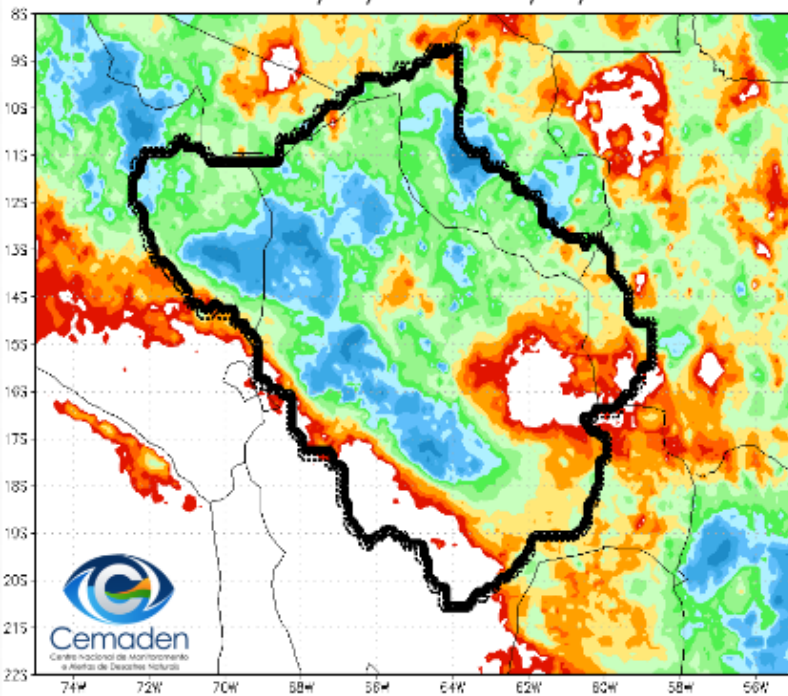 8S
9S
10S
11S
12S
13S
14S
15S
16S
17S
18S
19S
20S
21S
22S
Cemaden
Centro Nacional de Monitoramento
e Alertas de Desastres Naturais
74W 72W 70W 68W 66W 64W 62W 60W 58W 56W